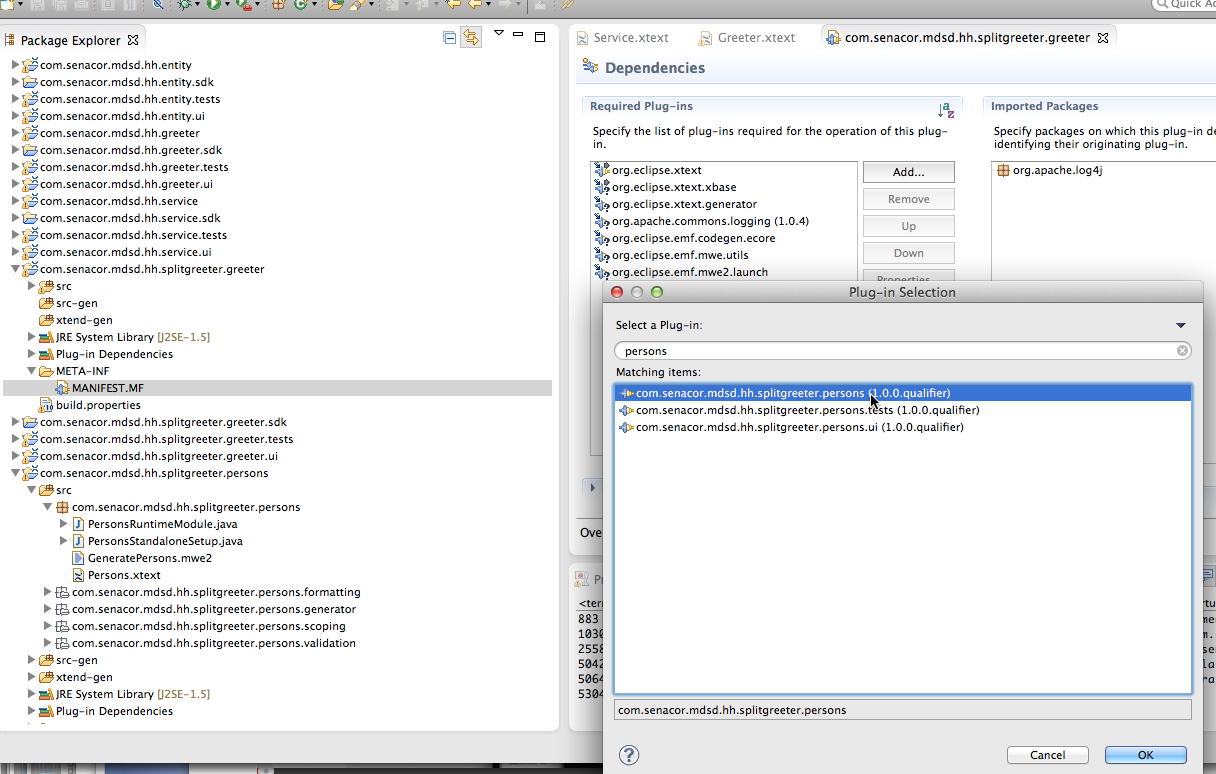 Quick Ac
Package Explorer
com.senacor.mdsd.hh.entity
com.senacor.mdsd.hh.entity.sdk
com.senacor.mdsd.hh.entity.tests
com.senacor.mdsd.hh.entity.ui
com.senacor.mdsd.hh.greeter
com.senacor.mdsd.hh.greeter.sdk
com.senacor.mdsd.hh.greeter.tests
com.senacor.mdsd.hh.greeter.ui
com.senacor.mdsd.hh.service
com.senacor.mdsd.hh.service.sdk
com.senacor.mdsd.hh.service.tests
com.senacor.mdsd.hh.service.ui
com.senacor.mdsd.hh.splitgreeter.greeter
src
src-gen
xtend-gen
JRE System Library [J2SE-1.5]
Plug-in Dependencies
META-INF
MANIFEST.MF
build.properties
com.senacor.mdsd.hh.splitgreeter.greeter.sdk
com.senacor.mdsd.hh.splitgreeter.greeter.tests
com.senacor.mdsd.hh.splitgreeter.greeter.ui
com.senacor.mdsd.hh.splitgreeter.persons
src
com.senacor.mdsd.hh.splitgreeter.persons
PersonsRuntimeModule.java
PersonsStandaloneSetup.java
GeneratePersons.mwe2
Persons.xtext
com.senacor.mdsd.hh.splitgreeter.persons.formatting
com.senacor.mdsd.hh.splitgreeter.persons.generator
com.senacor.mdsd.hh.splitgreeter.persons.scoping
com.senacor.mdsd.hh.splitgreeter.persons.validation
src-gen
xtend-gen
JRE System Library [J2SE-1.5]
Plug-in Dependencies
Service.xtext
Greeter.xtext
com.senacor.mdsd.hh.splitgreeter.greeter
Dependencies
Required Plug-ins
Specify the list of plug-ins required for the operation of this plug-
in.
org.eclipse.xtext
org.eclipse.xtext.xbase
org.eclipse.xtext.generator
org.apache.commons.logging (1.0.4)
org.eclipse.emf.codegen.ecore
org.eclipse.emf.mwe.utils
org.eclipse.emf.mwe2.launch
Add...
Remove
Up
Down
Properties
Imported Packages
Specify packages on which this plug-in de
identifying their originating plug-in.
org.apache.log4j
Ove
<ter
883
1030
2558
5042
5064
5304
Plug-in Selection
Select a Plug-in:
persons
Matching items:
com.senacor.mdsd.hh.splitgreeter.persons (1.0.0.qualifier)
com.senacor.mdsd.hh.splitgreeter.persons.tests (1.0.0.qualifier)
com.senacor.mdsd.hh.splitgreeter.persons.ui (1.0.0.qualifier)
com.senacor.mdsd.hh.splitgreeter.persons
Cancel
OK